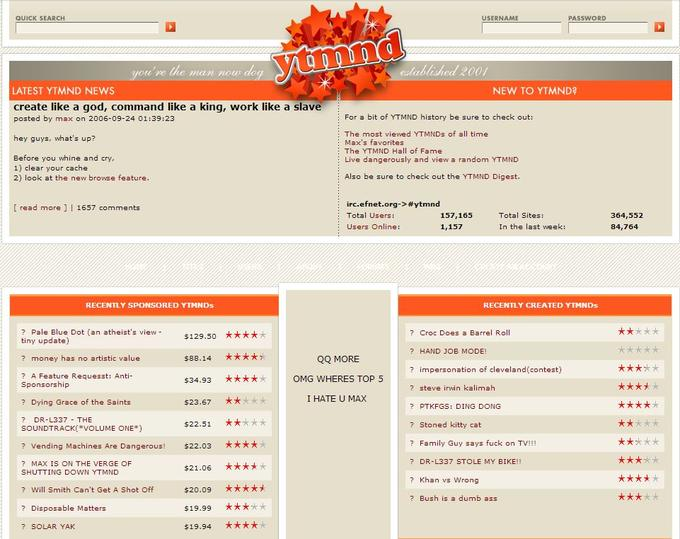 QUICK SEARCH
USERNAME
PASSWORD
ytmnd
you're the man now dog
established 2001
LATEST YTMND NEWS
create like a god, command like a king, work like a slave
posted by max on 2006-09-24 01:39:23
hey guys, what's up?
Before you whine and cry,
1) clear your cache
2) look at the new browse feature.
[ read more ] | 1657 comments
NEW TO YTMND?
For a bit of YTMND history be sure to check out:
The most viewed YTMNDs of all time
Max's favorites
The YTMND Hall of Fame
Live dangerously and view a random YTMND
Also be sure to check out the YTMND Digest.
irc.efnet.org->#ytmnd
Total Users: 157,165 Total Sites: 364,552
Users Online: 1,157 In the last week: 84,764
RECENTLY SPONSORED YTMNDs
? Pale Blue Dot (an atheist's view -
tiny update) $129.50
? money has no artistic value $88.14
? A Feature Requesst: Anti-
Sponsorship $34.93
? Dying Grace of the Saints $23.67
? DR-L337 - THE
SOUNDTRACK(*VOLUME ONE*) $22.51
? Vending Machines Are Dangerous! $22.03
? MAX IS ON THE VERGE OF
SHUTTING DOWN YTMND $21.06
? Will Smith Can't Get A Shot Off $20.09
? Disposable Matters $19.99
? SOLAR YAK $19.94
QQ MORE
OMG WHERES TOP 5
I HATE U MAX
RECENTLY CREATED YTMNDs
? Croc Does a Barrel Roll
? HAND JOB MODE!
? impersonation of cleveland(contest)
? steve irwin kalimah
? PTKFGS: DING DONG
? Stoned kitty cat
? Family Guy says fuck on TV!!!
? DR-L337 STOLE MY BIKE!!
? Khan vs Wrong
? Bush is a dumb ass